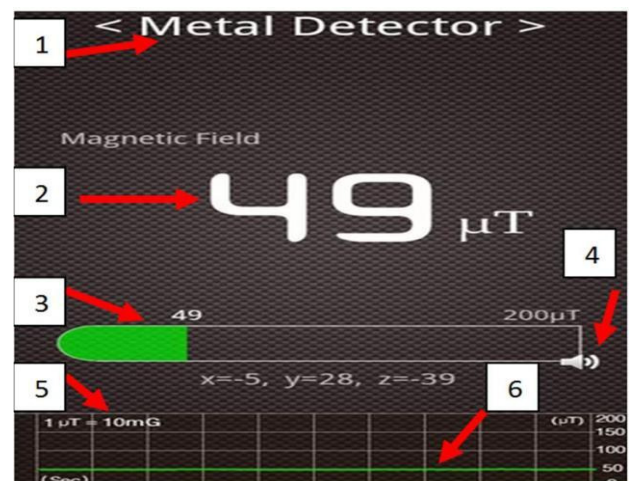 < Metal Detector >
1
Magnetic Field
2
49 µT
4
3
49
200µT
x=-5, y=28, z=-39
5
6
1 µT = 10mG
(µT)
200
150
100
50
0
(Sec)